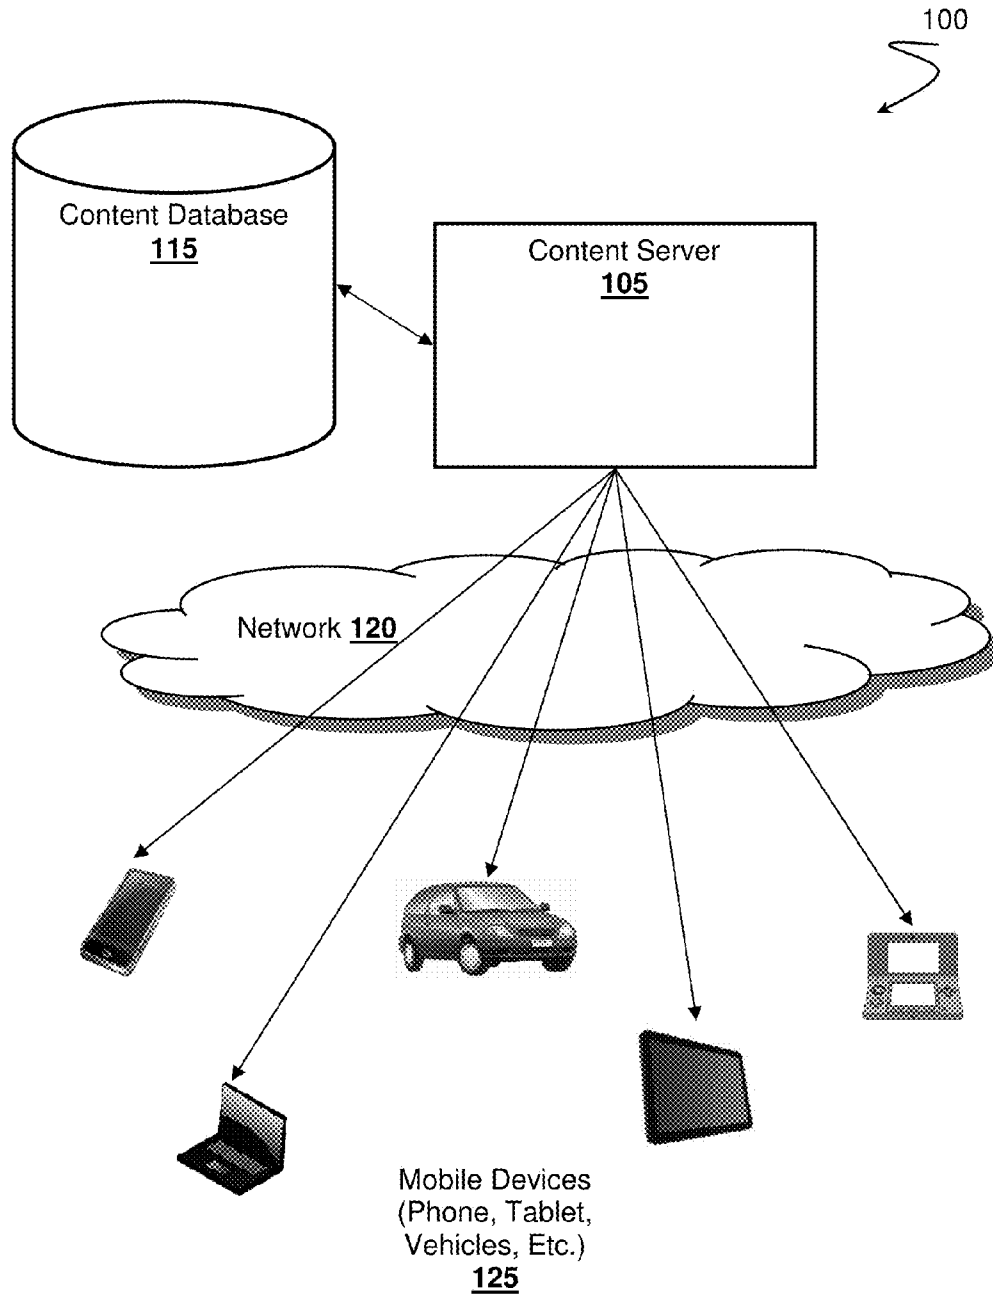 100
Content Database
115
Content Server
105
Network 120
Mobile Devices
(Phone, Tablet,
Vehicles, Etc.)
125